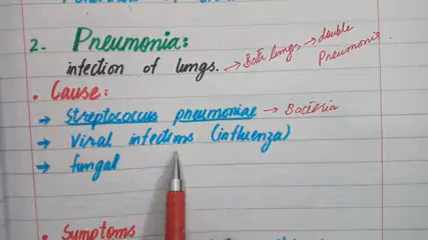 2. Pneumonia:
infection of lungs. → Both lungs → double Pneumonia.
• Cause:
→ Streptococcus pneumoniae → Bacteria
→ Viral infections (influenza)
→ fungal
• Symptoms